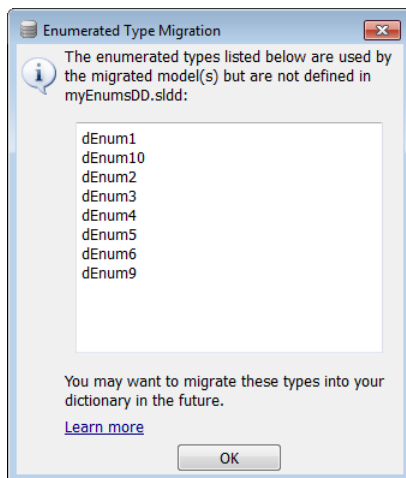 Enumerated Type Migration
The enumerated types listed below are used by
the migrated model(s) but are not defined in
myEnumsDD.sldd:
dEnum1
dEnum10
dEnum2
dEnum3
dEnum4
dEnum5
dEnum6
dEnum9
You may want to migrate these types into your
dictionary in the future.
Learn more
OK